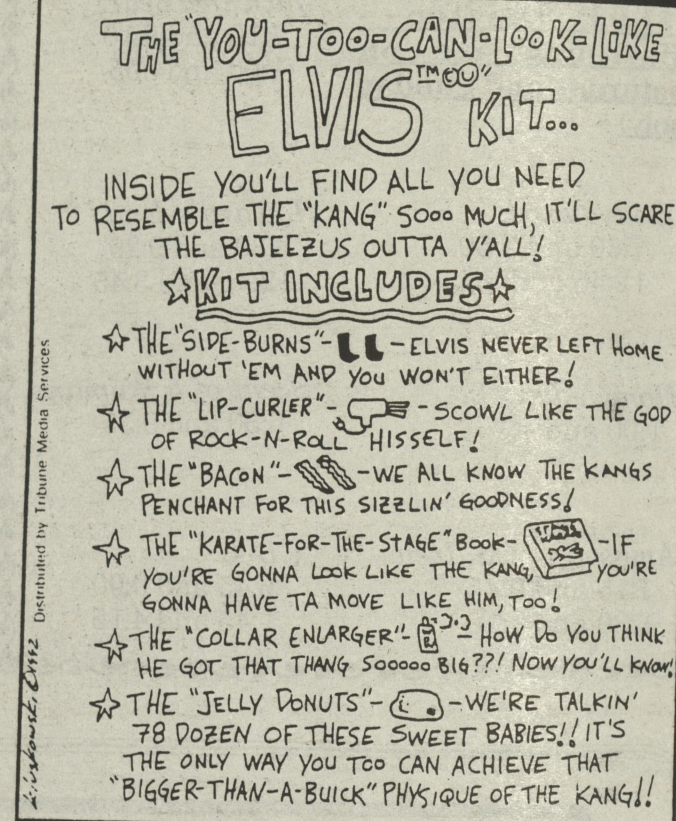 THE "YOU-TOO-CAN-LOOK-LIKE
ELVIS™©" KIT...
INSIDE YOU'LL FIND ALL YOU NEED
TO RESEMBLE THE "KANG" SOOO MUCH, IT'LL SCARE
THE BAJEEZUS OUTTA Y'ALL!
KIT INCLUDES
THE "SIDE-BURNS"- - ELVIS NEVER LEFT HOME
WITHOUT 'EM AND YOU WON'T EITHER!
THE "LIP-CURLER"- - SCOWL LIKE THE GOD
OF ROCK-N-ROLL HISSELF!
THE "BACON"- -WE ALL KNOW THE KANGS
PENCHANT FOR THIS SIZZLIN' GOODNESS!
THE "KARATE-FOR-THE-STAGE" BOOK- -IF
YOU'RE GONNA LOOK LIKE THE KANG, YOU'RE
GONNA HAVE TA MOVE LIKE HIM, TOO!
THE "COLLAR ENLARGER"- - HOW DO YOU THINK
HE GOT THAT THANG SOOOOO BIG??! NOW YOU'LL KNOW!
THE "JELLY DONUTS"- -WE'RE TALKIN'
78 DOZEN OF THESE SWEET BABIES!! IT'S
THE ONLY WAY YOU TOO CAN ACHIEVE THAT
"BIGGER-THAN-A-BUICK" PHYSIQUE OF THE KANG!!
Distributed by Tribune Media Services
©1992